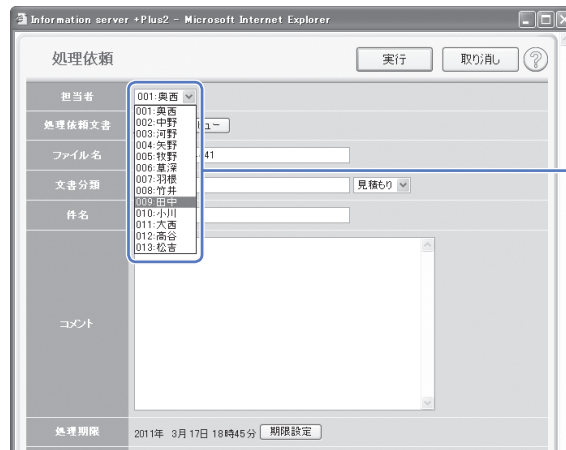 Information server +Plus2 - Microsoft Internet Explorer
処理依頼
実行
取り消し
?
担当者
001:奥西
001:奥西
002:中野
003:河野
004:矢野
005:牧野
006:草深
007:羽根
008:竹井
009:田中
010:小川
011:大西
012:高谷
013:松吉
処理依頼文書
ュー
ファイル名
41
文書分類
見積もり
件名
コメント
処理期限
2011年 3月17日 18時45分
期限設定